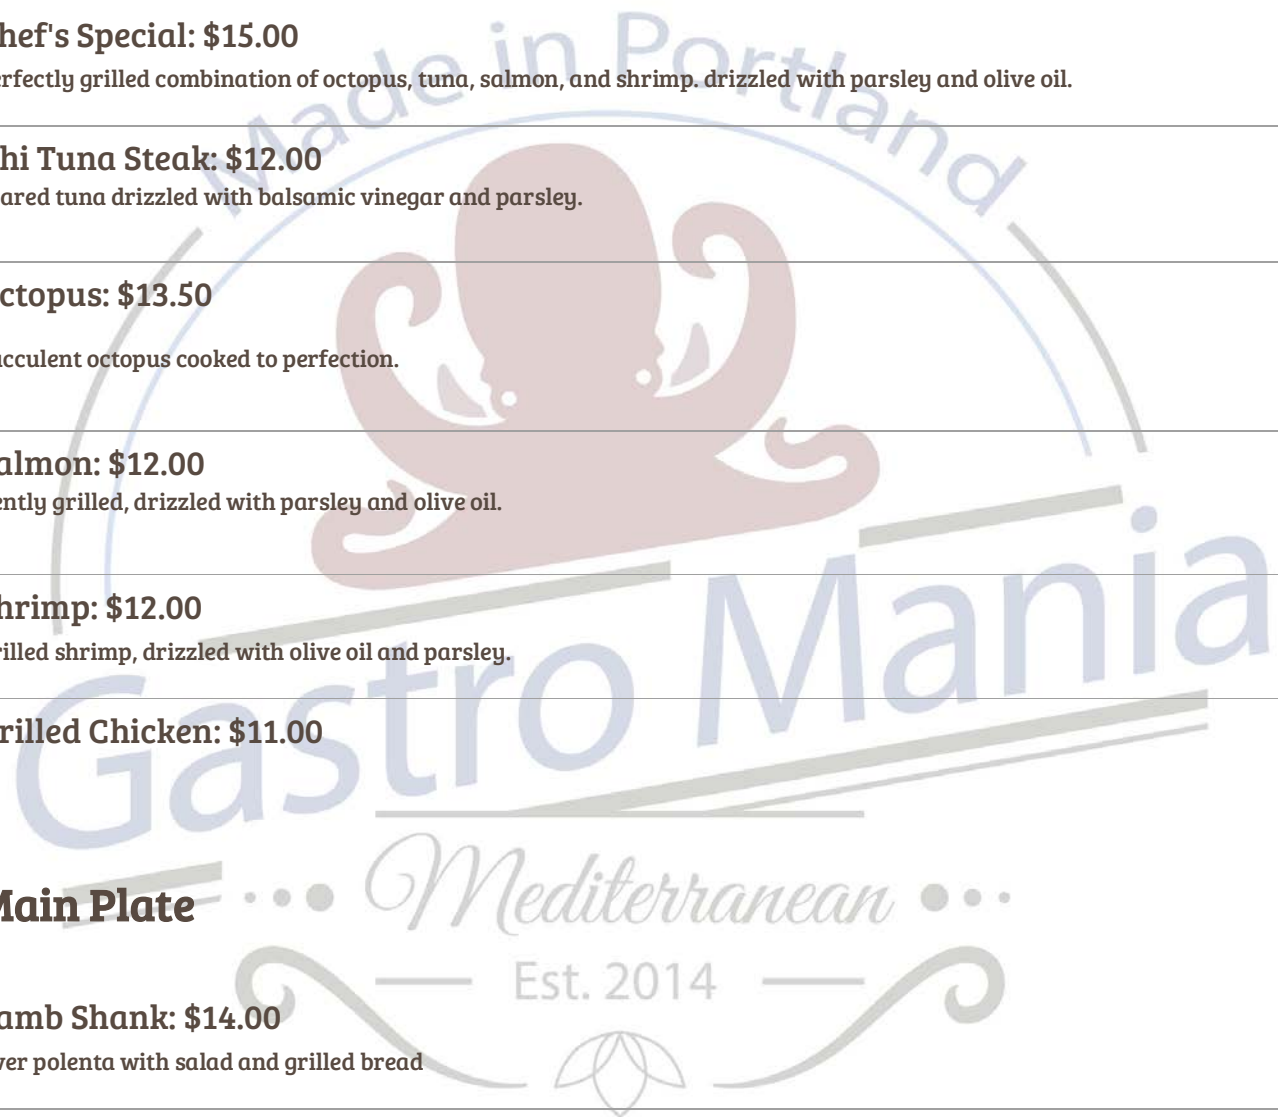 hef's Special: $15.00
erfectly grilled combination of octopus, tuna, salmon, and shrimp. drizzled with parsley and olive oil.
hi Tuna Steak: $12.00
ared tuna drizzled with balsamic vinegar and parsley.
ctopus: $13.50
cculent octopus cooked to perfection.
almon: $12.00
ently grilled, drizzled with parsley and olive oil.
hrimp: $12.00
rilled shrimp, drizzled with olive oil and parsley.
rilled Chicken: $11.00
Main Plate
amb Shank: $14.00
ver polenta with salad and grilled bread
Made in Portland
Gastro Mania
Mediterranean
Est. 2014